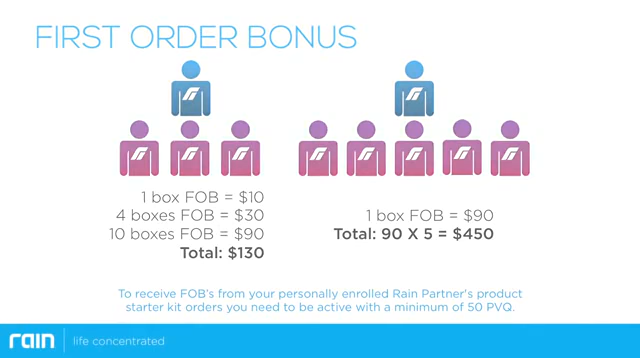 FIRST ORDER BONUS
1 box FOB = $10
4 boxes FOB = $30
10 boxes FOB = $90
Total: $130
1 box FOB = $90
Total: 90 X 5 = $450
To receive FOB's from your personally enrolled Rain Partner's product
starter kit orders you need to be active with a minimum of 50 PVQ.
rain
life concentrated